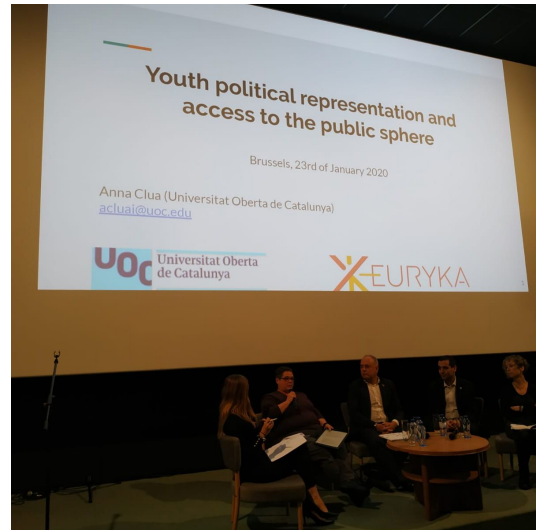 Youth political representation and
access to the public sphere
Brussels, 23rd of January 2020
Anna Clua (Universitat Oberta de Catalunya)
acluai@uoc.edu
UOC
Universitat Oberta
de Catalunya
EURYKA